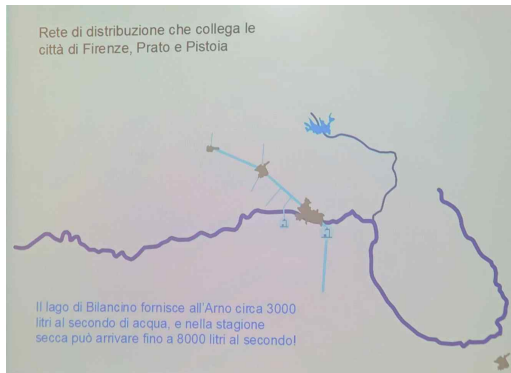 Rete di distribuzione che collega le
città di Firenze, Prato e Pistoia
Il lago di Bilancino fornisce all'Arno circa 3000
litri al secondo di acqua, e nella stagione
secca può arrivare fino a 8000 litri al secondo!